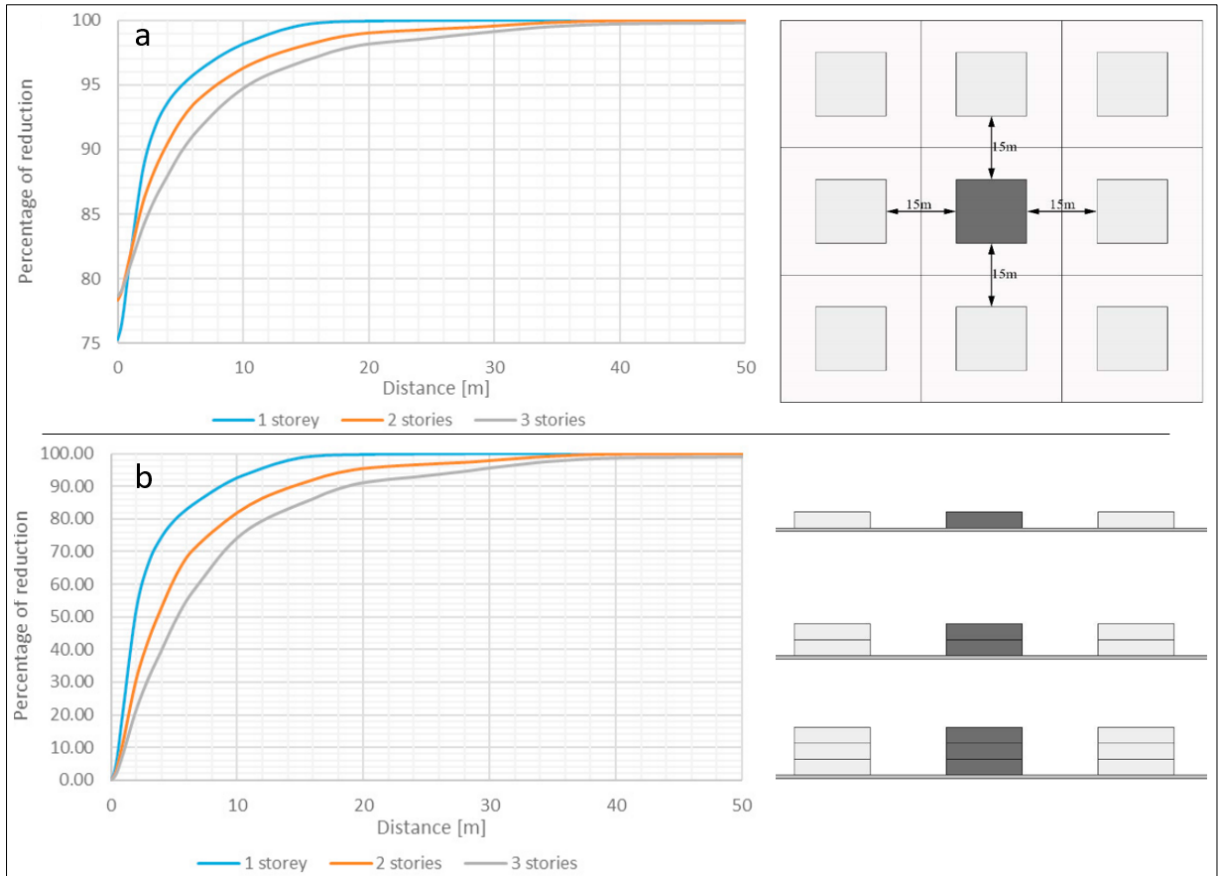 a
Percentage of reduction
100
95
90
85
80
75
0 10 20 30 40 50
Distance [m]
1 storey 2 stories 3 stories
15m
15m 15m
15m
b
Percentage of reduction
100.00
90.00
80.00
70.00
60.00
50.00
40.00
30.00
20.00
10.00
0.00
0 10 20 30 40 50
Distance [m]
1 storey 2 stories 3 stories